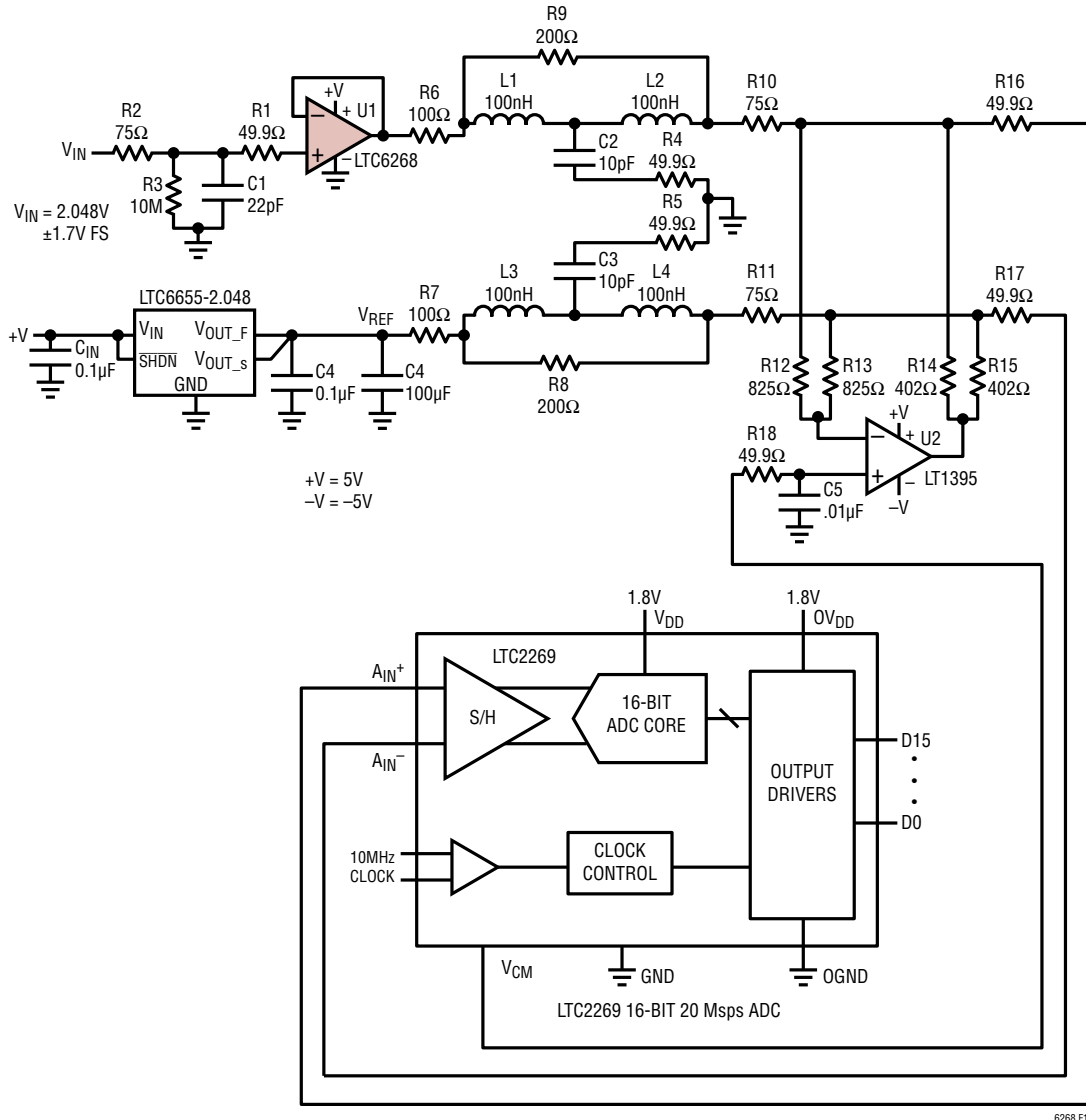 R9
200Ω
L1
100nH
L2
100nH
R10
75Ω
R16
49.9Ω
R2
75Ω
R1
49.9Ω
+V
+ U1
−
+
−
LTC6268
R6
100Ω
V_IN
R3
10M
C1
22pF
C2
10pF
R4
49.9Ω
R5
49.9Ω
V_IN = 2.048V
±1.7V FS
C3
10pF
L3
100nH
L4
100nH
R11
75Ω
R17
49.9Ω
LTC6655-2.048
V_REF
R7
100Ω
+V
C_IN
0.1µF
V_IN
V_OUT_F
SHDN
V_OUT_s
GND
C4
0.1µF
C4
100µF
R8
200Ω
R12
825Ω
R13
825Ω
R14
402Ω
R15
402Ω
+V = 5V
−V = −5V
R18
49.9Ω
C5
.01µF
+V
−
+ U2
+
−
LT1395
−V
1.8V
V_DD
1.8V
OV_DD
LTC2269
A_IN⁺
S/H
16-BIT
ADC CORE
A_IN⁻
OUTPUT
DRIVERS
D15
D0
10MHz
CLOCK
CLOCK
CONTROL
V_CM
GND
OGND
LTC2269 16-BIT 20 Msps ADC